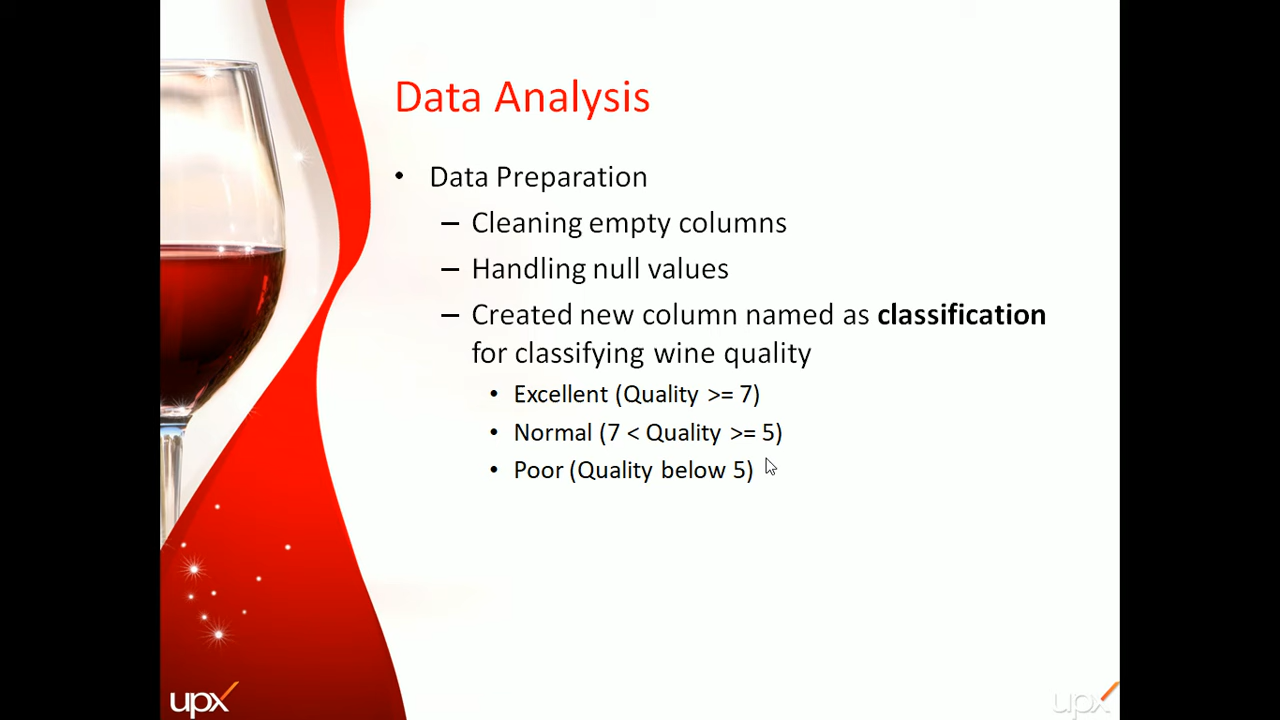 Data Analysis
• Data Preparation
– Cleaning empty columns
– Handling null values
– Created new column named as classification
for classifying wine quality
• Excellent (Quality >= 7)
• Normal (7 < Quality >= 5)
• Poor (Quality below 5)
upx
upx